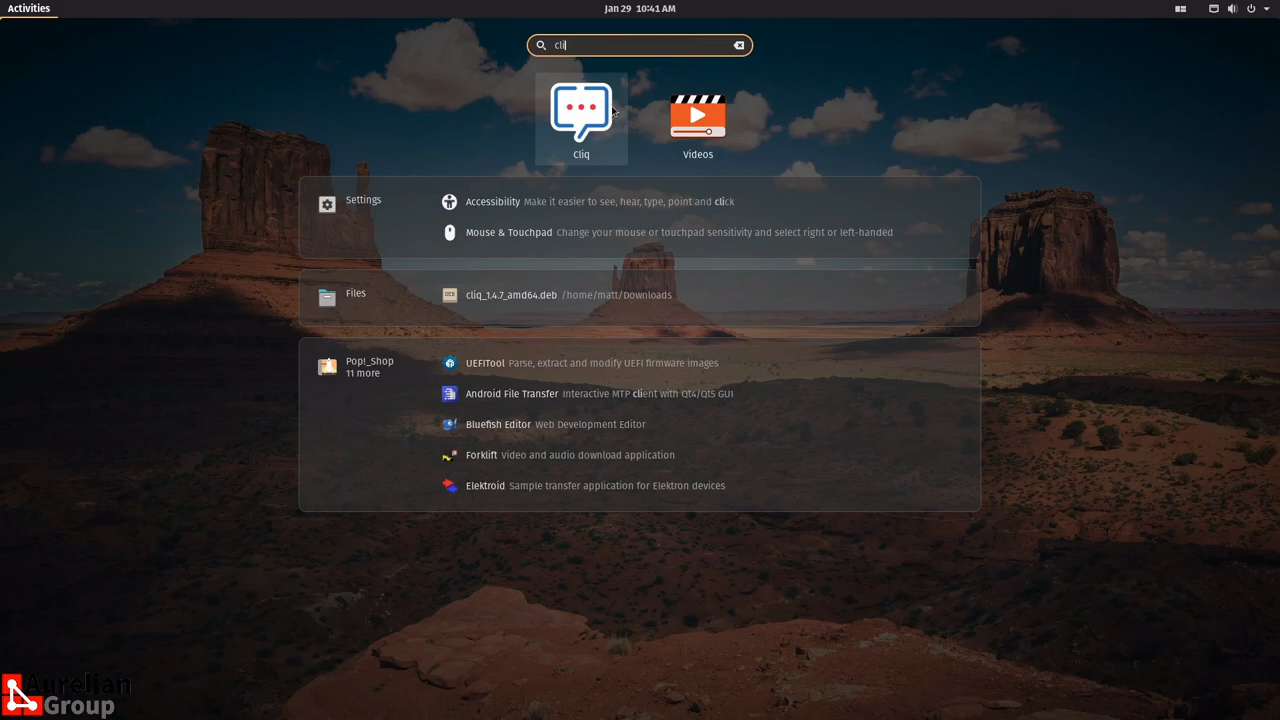 Activities
Jan 29 10:41 AM
cli
Cliq
Videos
Settings
Accessibility Make it easier to see, hear, type, point and click
Mouse & Touchpad Change your mouse or touchpad sensitivity and select right or left-handed
Files
cliq_1.4.7_amd64.deb /home/matt/Downloads
DEB
Pop!_Shop
11 more
UEFITool Parse, extract and modify UEFI firmware images
Android File Transfer Interactive MTP client with Qt4/Qt5 GUI
Bluefish Editor Web Development Editor
Forklift Video and audio download application
Elektroid Sample transfer application for Elektron devices
Aurelian
Group